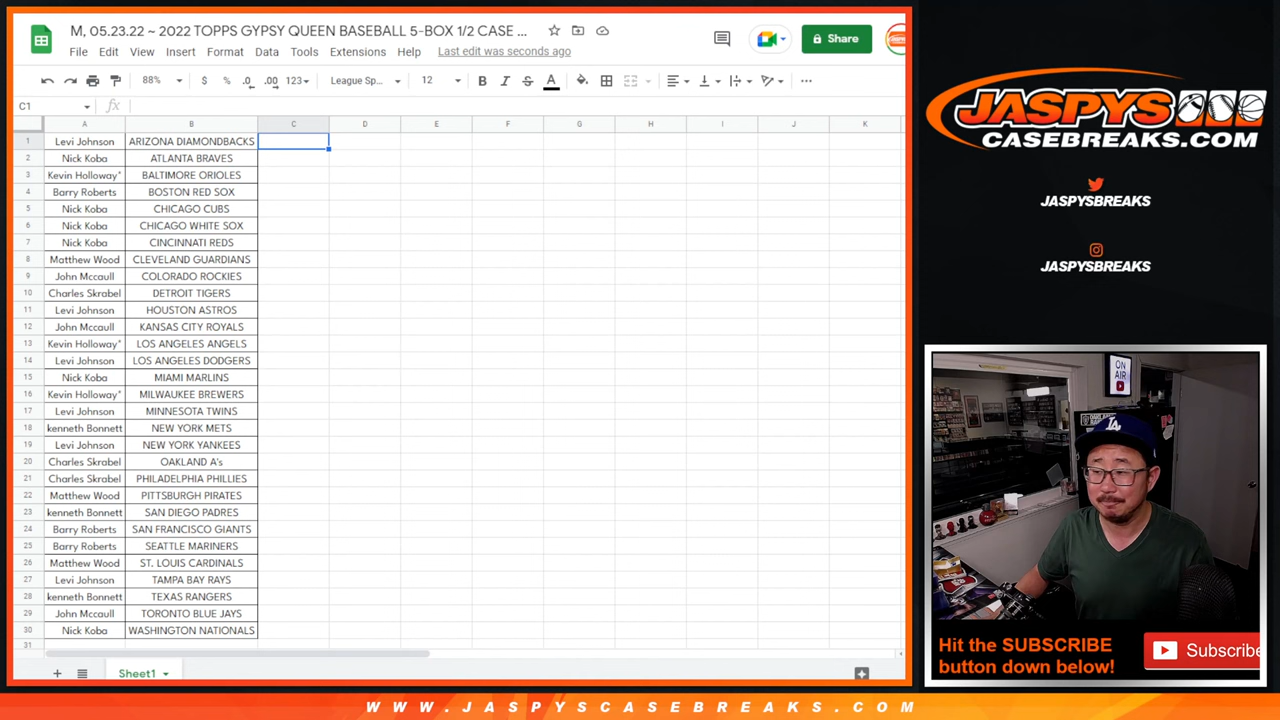 M, 05.23.22 ~ 2022 TOPPS GYPSY QUEEN BASEBALL 5-BOX 1/2 CASE ...
File Edit View Insert Format Data Tools Extensions Help Last edit was seconds ago
Share
88% $ % .0 .00 123 League Sp... 12 B I S A
C1 fx
A B C D E F G H I J K
1 Levi Johnson ARIZONA DIAMONDBACKS
2 Nick Koba ATLANTA BRAVES
3 Kevin Holloway* BALTIMORE ORIOLES
4 Barry Roberts BOSTON RED SOX
5 Nick Koba CHICAGO CUBS
6 Nick Koba CHICAGO WHITE SOX
7 Nick Koba CINCINNATI REDS
8 Matthew Wood CLEVELAND GUARDIANS
9 John Mccaull COLORADO ROCKIES
10 Charles Skrabel DETROIT TIGERS
11 Levi Johnson HOUSTON ASTROS
12 John Mccaull KANSAS CITY ROYALS
13 Kevin Holloway* LOS ANGELES ANGELS
14 Levi Johnson LOS ANGELES DODGERS
15 Nick Koba MIAMI MARLINS
16 Kevin Holloway* MILWAUKEE BREWERS
17 Levi Johnson MINNESOTA TWINS
18 kenneth Bonnett NEW YORK METS
19 Levi Johnson NEW YORK YANKEES
20 Charles Skrabel OAKLAND A's
21 Charles Skrabel PHILADELPHIA PHILLIES
22 Matthew Wood PITTSBURGH PIRATES
23 kenneth Bonnett SAN DIEGO PADRES
24 Barry Roberts SAN FRANCISCO GIANTS
25 Barry Roberts SEATTLE MARINERS
26 Matthew Wood ST. LOUIS CARDINALS
27 Levi Johnson TAMPA BAY RAYS
28 kenneth Bonnett TEXAS RANGERS
29 John Mccaull TORONTO BLUE JAYS
30 Nick Koba WASHINGTON NATIONALS
31
Sheet1
JASPYS
CASEBREAKS.COM
JASPYSBREAKS
JASPYSBREAKS
ON
AIR
LA
Hit the SUBSCRIBE
button down below!
Subscribe
WWW.JASPYSCASEBREAKS.COM